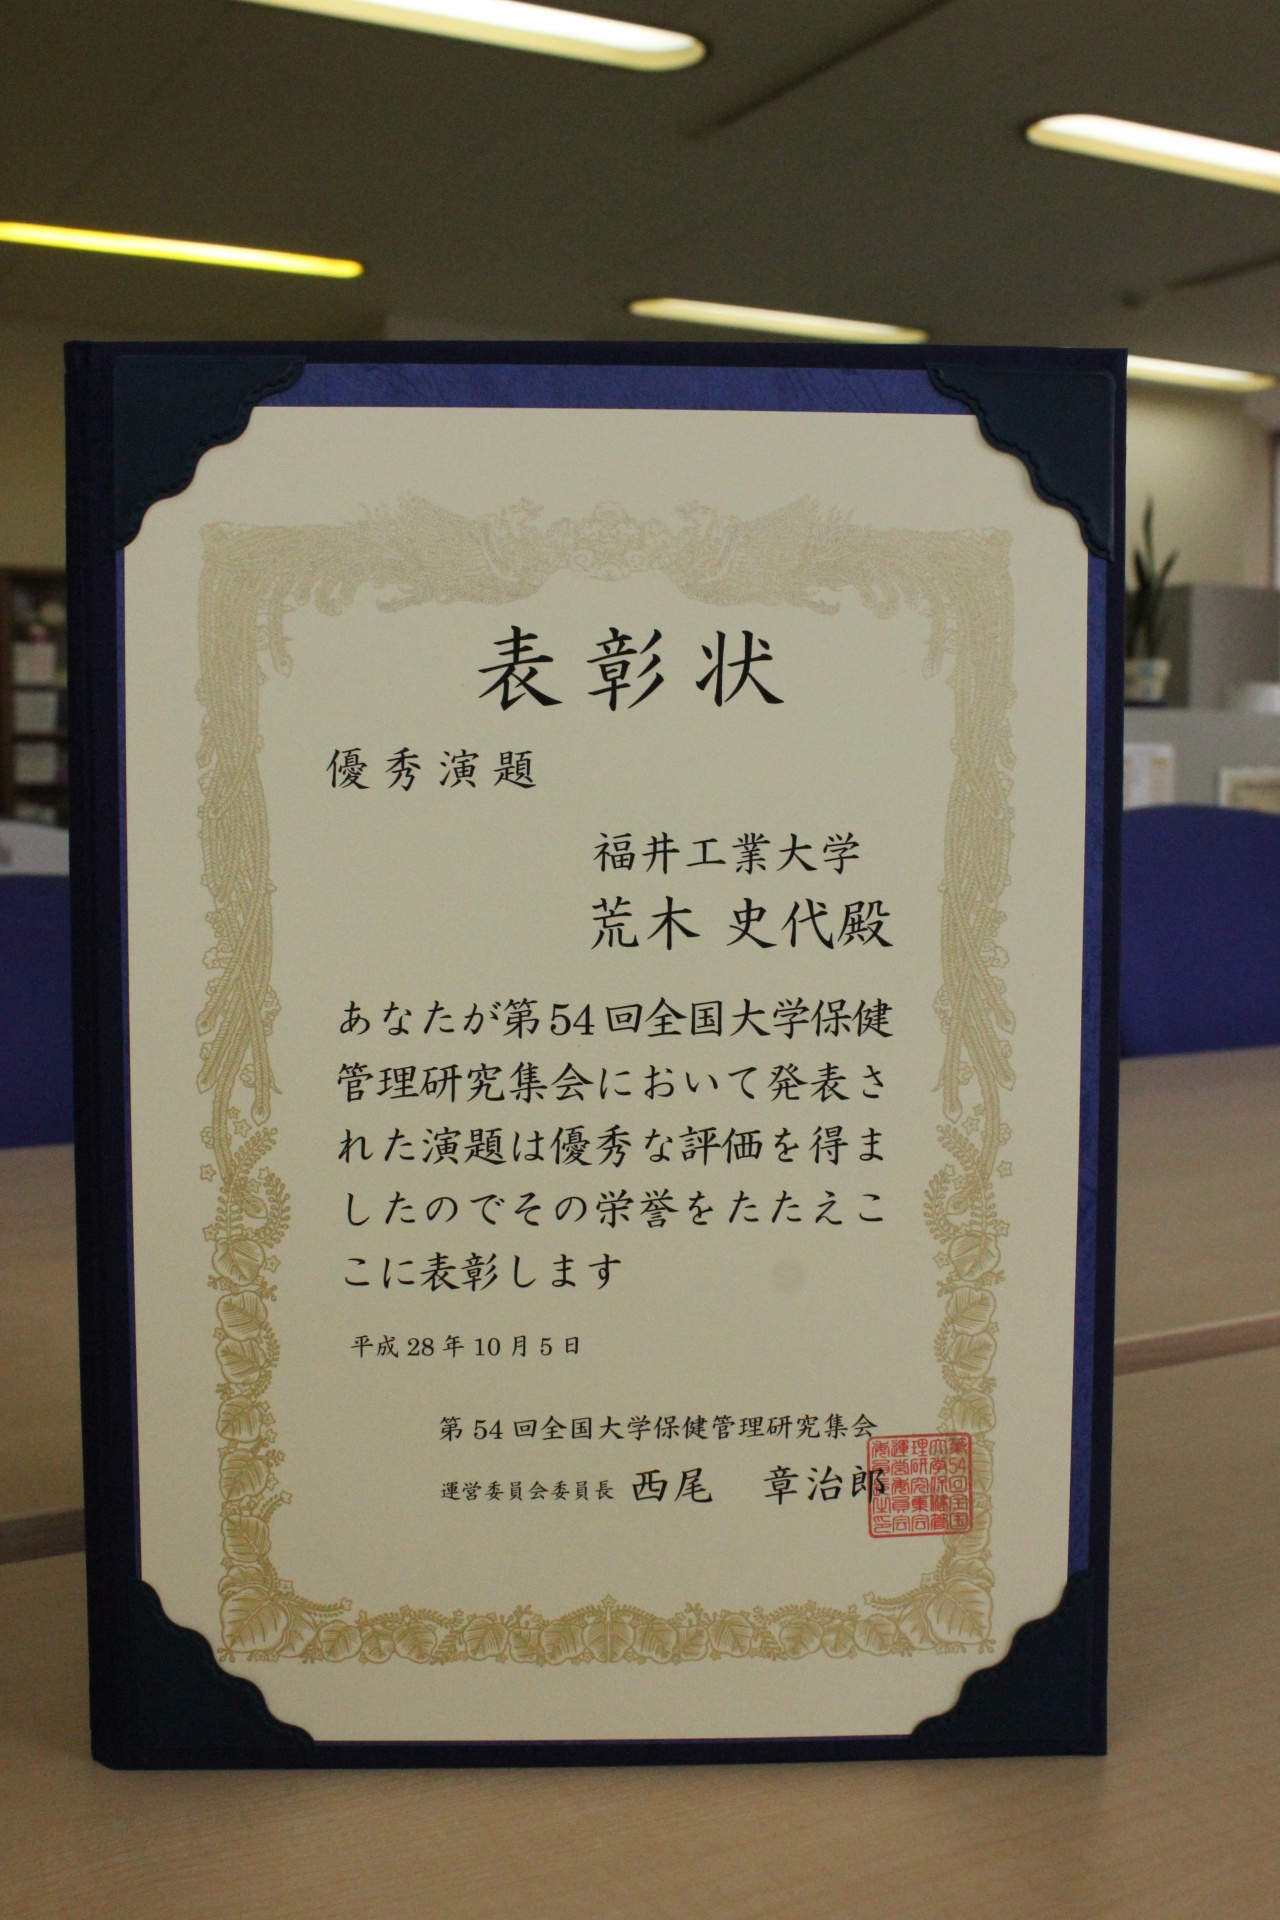 表彰状
優秀演題
福井工業大学
荒木 史代殿
あなたが第54回全国大学保健
管理研究集会において発表さ
れた演題は優秀な評価を得ま
したのでその栄誉をたたえこ
こに表彰します
平成28年10月5日
第54回全国大学保健管理研究集会
運営委員会委員長 西尾 章治郎